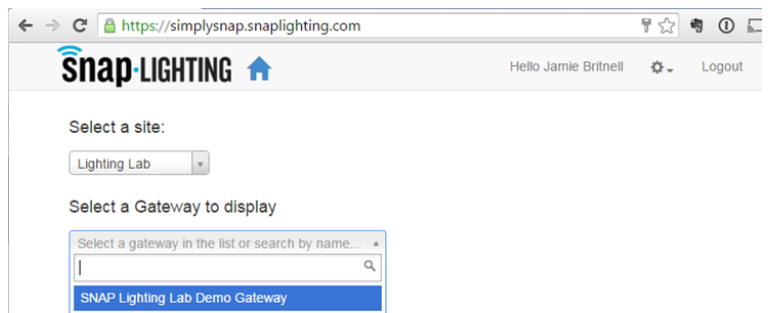 https://simplysnap.snaplighting.com
Snap LIGHTING
Hello Jamie Britnell
Logout
Select a site:
Lighting Lab
Select a Gateway to display
Select a gateway in the list or search by name...
SNAP Lighting Lab Demo Gateway